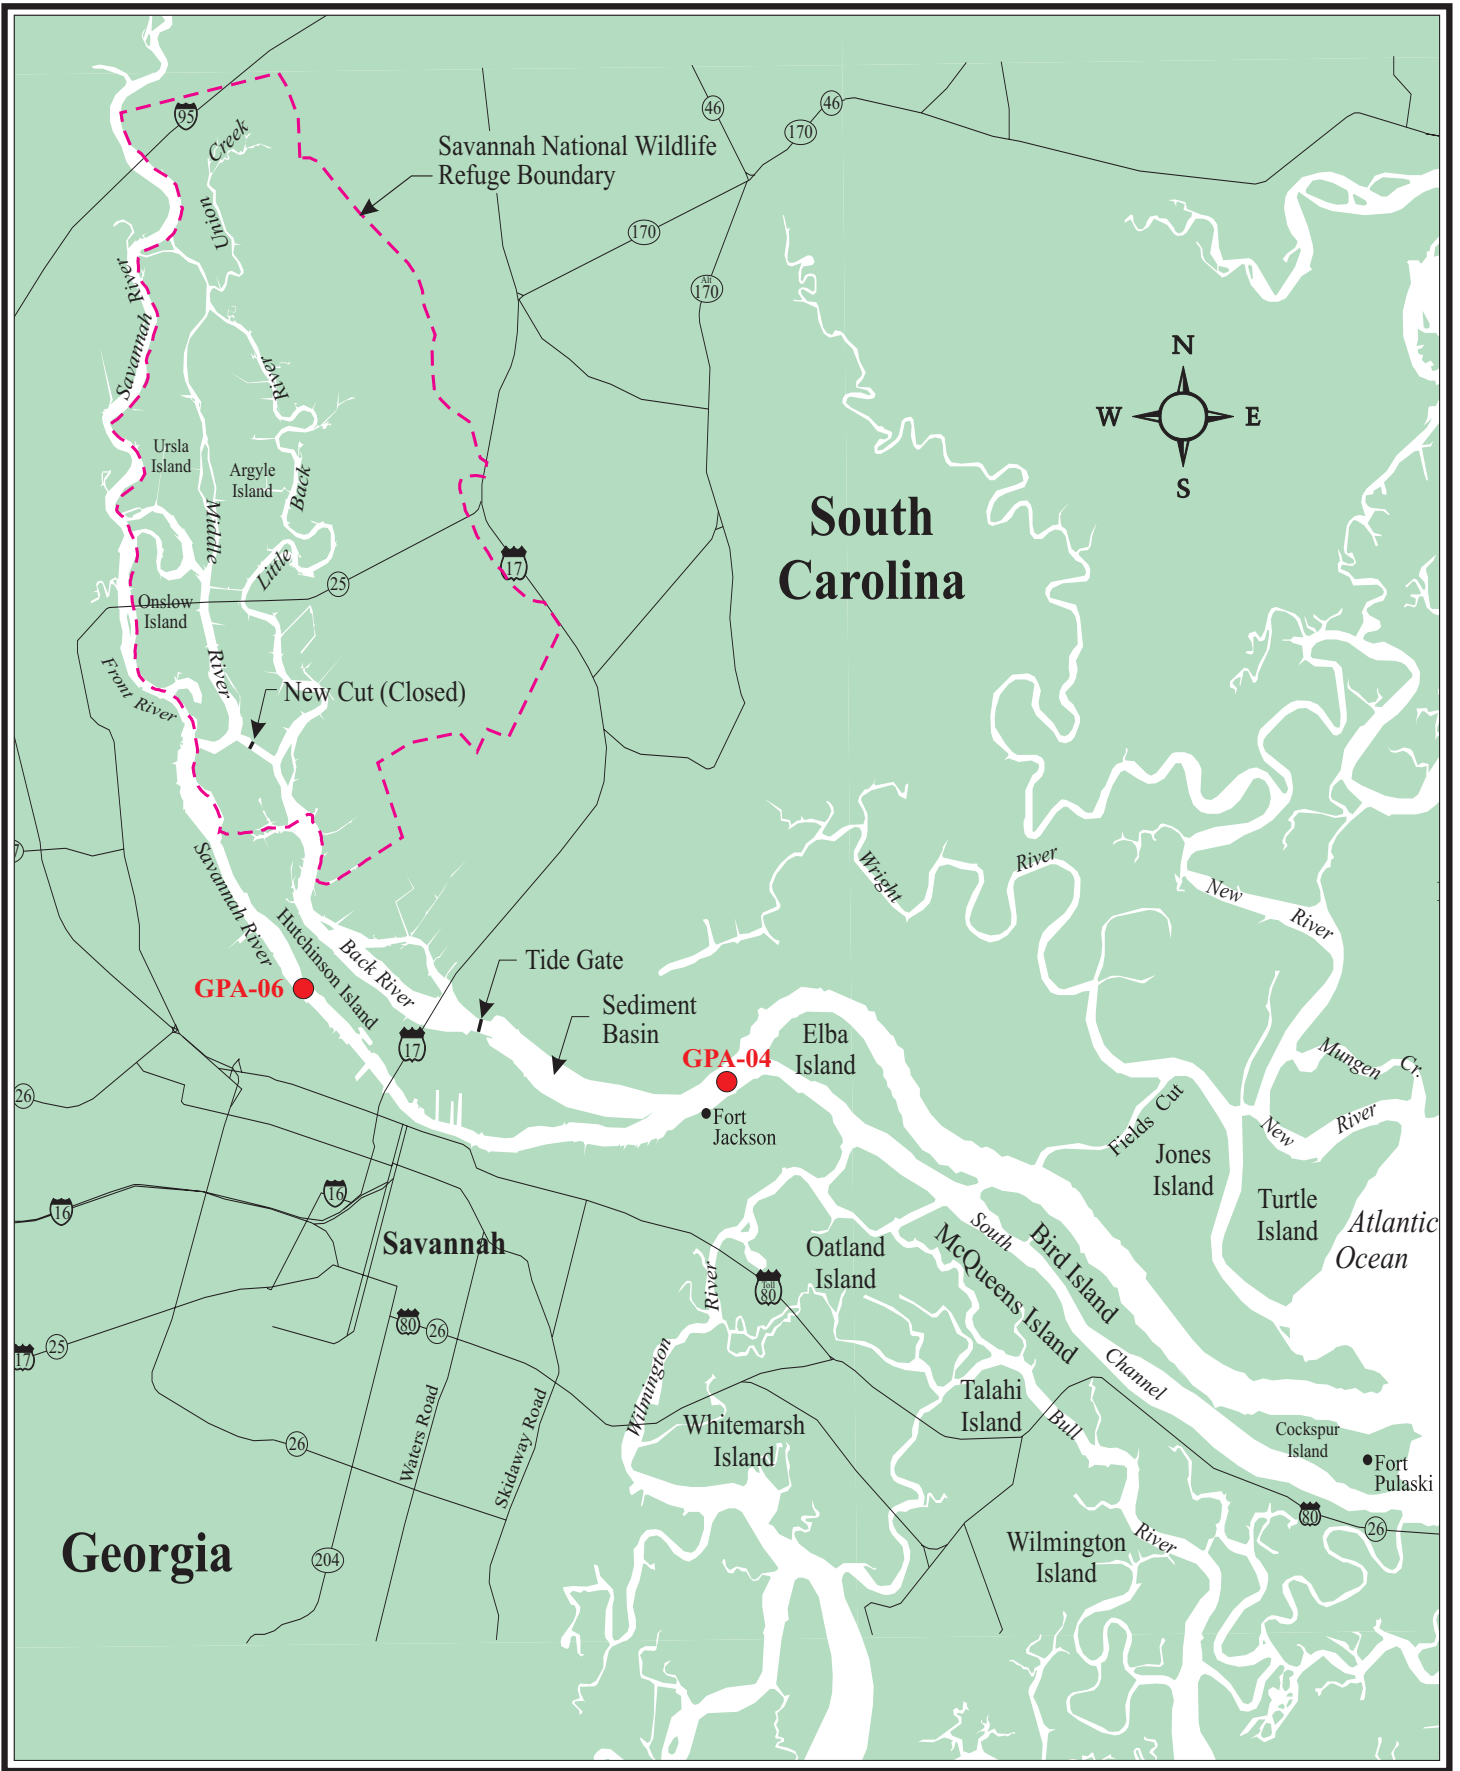 95
46
46
170
Creek
Savannah National Wildlife
Refuge Boundary
Union
170
Alt
170
River
Savannah
River
N
W
E
S
Ursla
Island
Argyle
Island
Back
Middle
South
Carolina
Little
17
25
Onslow
Island
Front River
River
New Cut (Closed)
7
Savannah River
Wright
River
New
River
Hutchinson Island
Back River
Tide Gate
GPA-06
Sediment
Basin
GPA-04
Elba
Island
17
Mungen
Cr.
26
Fort
Jackson
Fields Cut
New
River
Jones
Island
16
16
Turtle
Island
Atlantic
Ocean
Savannah
South
Bird Island
McQueens Island
Oatland
Island
River
Toll
80
80
26
17
25
Wilmington
Channel
Talahi
Island
Bull
Waters Road
Skidaway Road
Whitemarsh
Island
26
Cockspur
Island
Fort
Pulaski
80
26
Georgia
204
Wilmington
Island
River